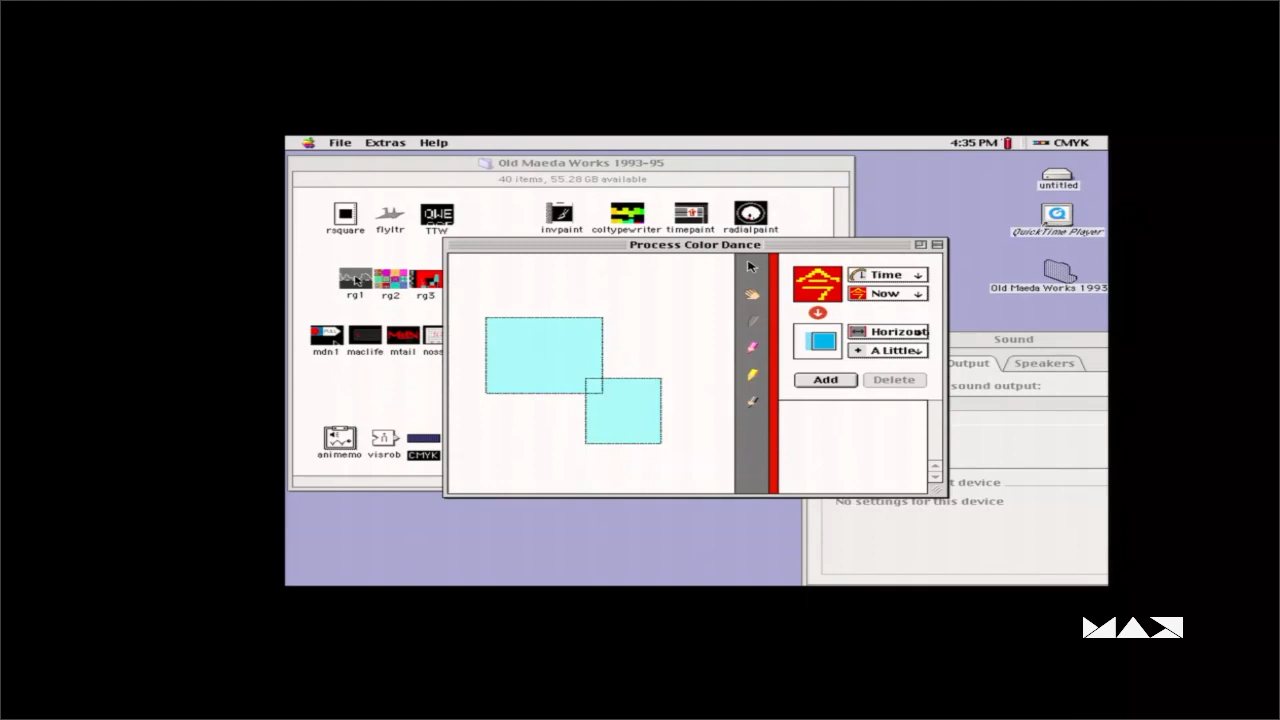 File Extras Help 4:35 PM CMYK
Old Maeda Works 1993-95
40 items, 55.28 GB available
rsquare flyltr TTW invpaint coltypewriter timepaint radialpaint
untitled
QuickTime Player
Old Maeda Works 1993
Process Color Dance
rg1 rg2 rg3
今 Time
Now
Horizont
A Little
Add Delete
mdn1 maclife mtail noss
animemo visrob CMYK
Sound
Output Speakers
sound output:
t device
No settings for this device
MAX